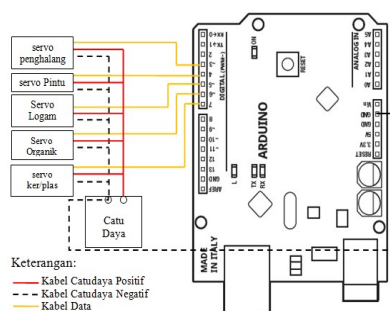 servo
penghalang
servo Pintu
Servo
Logam
Servo
Organik
servo
ker/plas
Catu
Daya
RX←0
TX→1
2
~3
4
~5
~6
7
8
~9
~10
~11
12
13
GND
AREF
DIGITAL (PWM~)
ON
RESET
ARDUINO
L
TX
RX
MADE
IN ITALY
ANALOG IN
A5
A4
A3
A2
A1
A0
Vin
GND
GND
5V
3.3V
RESET
Keterangan:
Kabel Catudaya Positif
Kabel Catudaya Negatif
Kabel Data